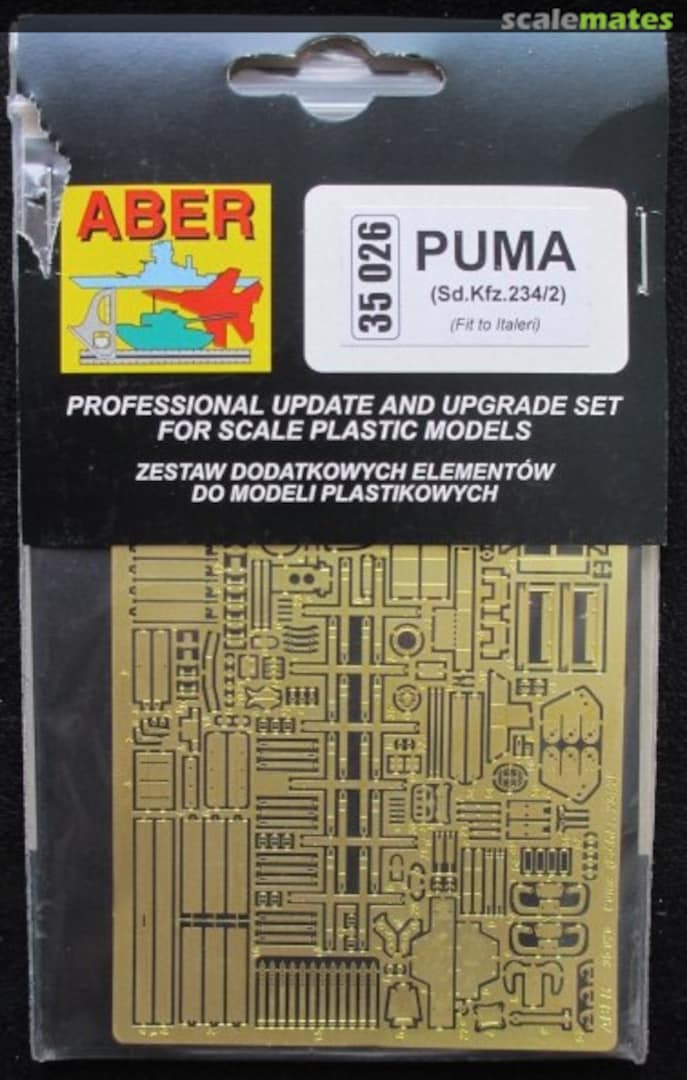 scalemates
ABER
35 026
PUMA
(Sd.Kfz.234/2)
(Fit to Italeri)
PROFESSIONAL UPDATE AND UPGRADE SET
FOR SCALE PLASTIC MODELS
ZESTAW DODATKOWYCH ELEMENTÓW
DO MODELI PLASTIKOWYCH
ABER